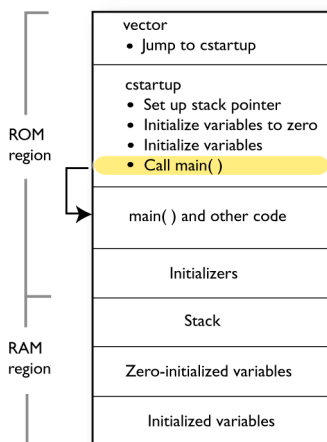 vector
• Jump to cstartup
cstartup
• Set up stack pointer
• Initialize variables to zero
• Initialize variables
• Call main( )
ROM
region
main( ) and other code
Initializers
Stack
RAM
region
Zero-initialized variables
Initialized variables